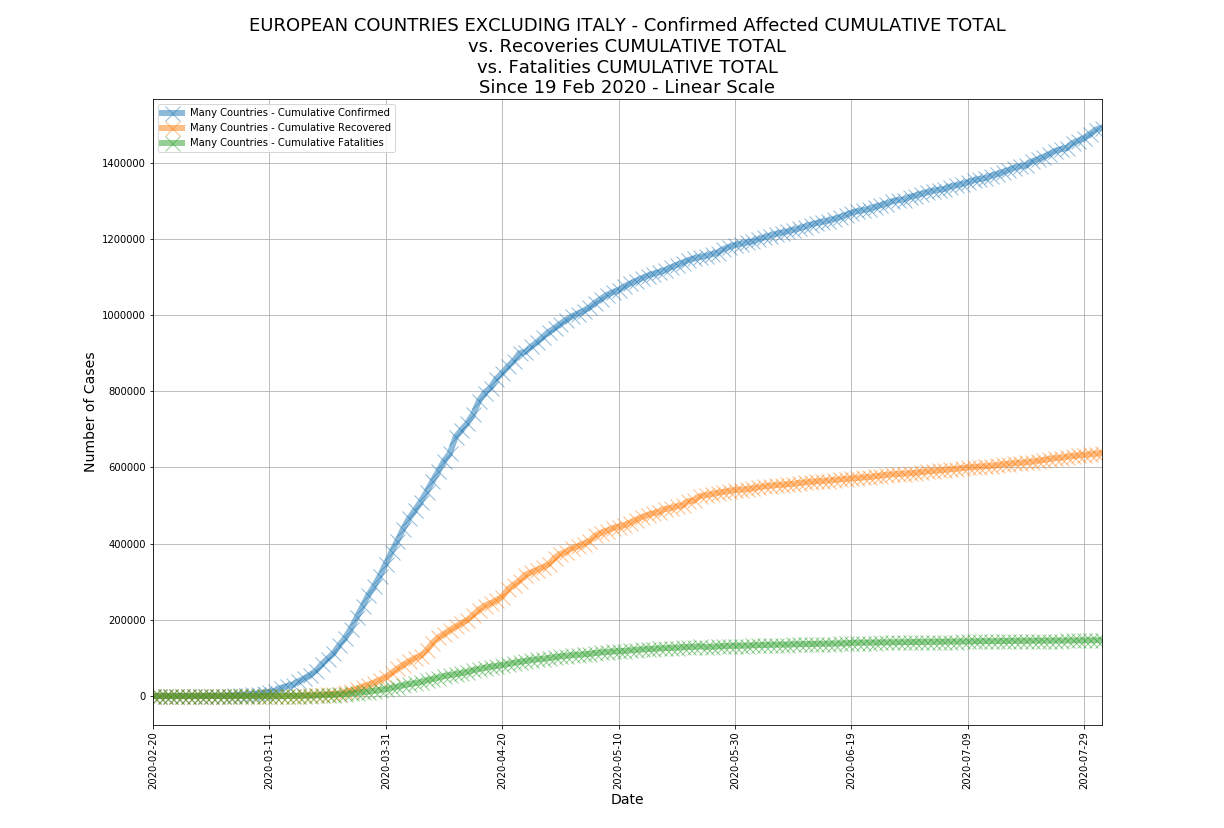 EUROPEAN COUNTRIES EXCLUDING ITALY - Confirmed Affected CUMULATIVE TOTAL
vs. Recoveries CUMULATIVE TOTAL
vs. Fatalities CUMULATIVE TOTAL
Since 19 Feb 2020 - Linear Scale
Many Countries - Cumulative Confirmed
Many Countries - Cumulative Recovered
Many Countries - Cumulative Fatalities
Number of Cases
1400000
1200000
1000000
800000
600000
400000
200000
0
2020-02-20
2020-03-11
2020-03-31
2020-04-20
2020-05-10
2020-05-30
2020-06-19
2020-07-09
2020-07-29
Date